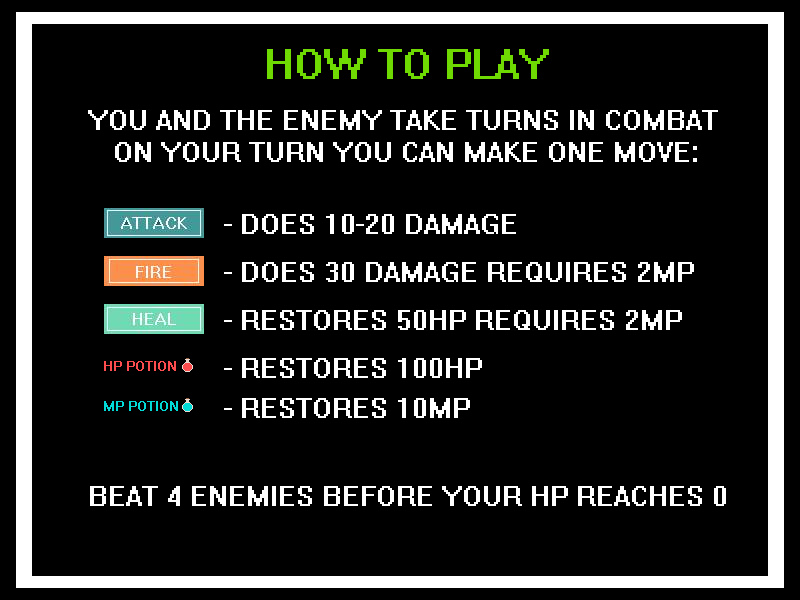 HOW TO PLAY
YOU AND THE ENEMY TAKE TURNS IN COMBAT
ON YOUR TURN YOU CAN MAKE ONE MOVE:
ATTACK - DOES 10-20 DAMAGE
FIRE - DOES 30 DAMAGE REQUIRES 2MP
HEAL - RESTORES 50HP REQUIRES 2MP
HP POTION - RESTORES 100HP
MP POTION - RESTORES 10MP
BEAT 4 ENEMIES BEFORE YOUR HP REACHES 0